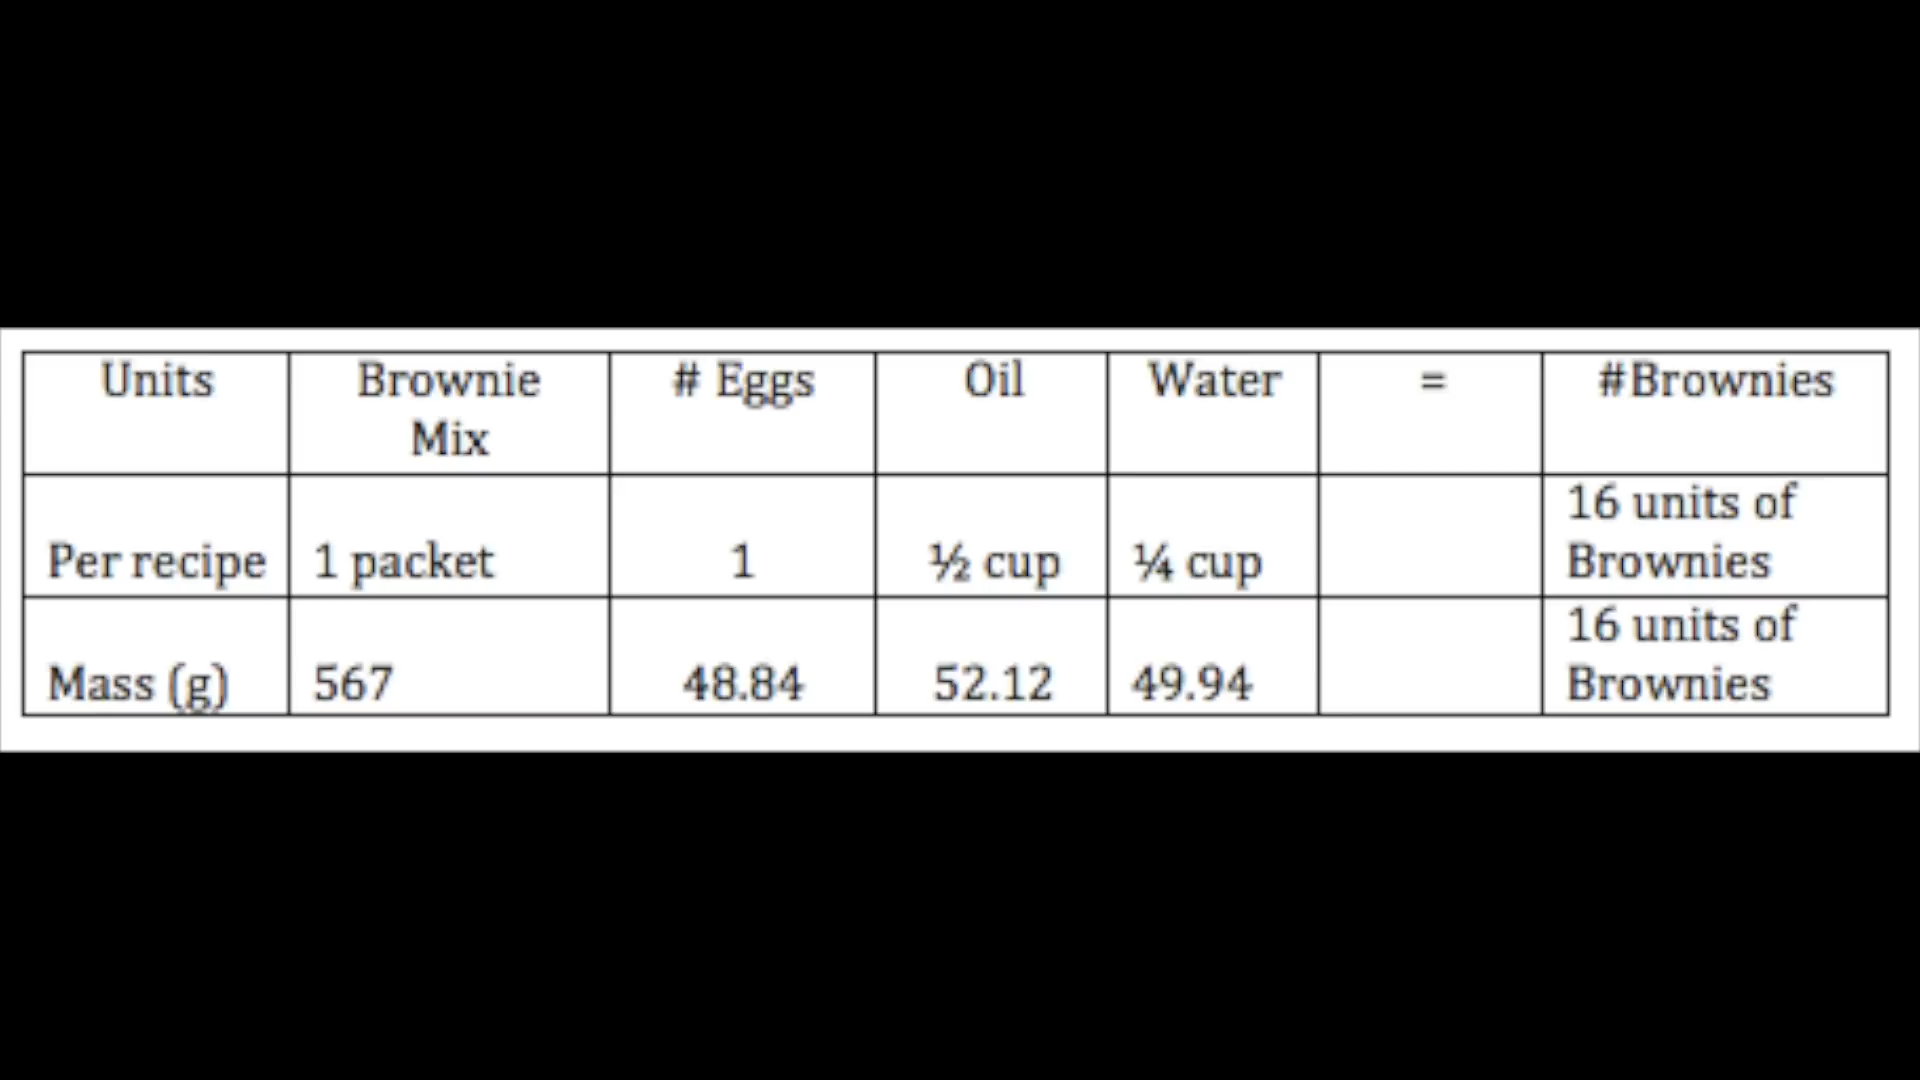 Units Brownie Mix # Eggs Oil Water = #Brownies
Per recipe 1 packet 1 ½ cup ¼ cup 16 units of Brownies
Mass (g) 567 48.84 52.12 49.94 16 units of Brownies